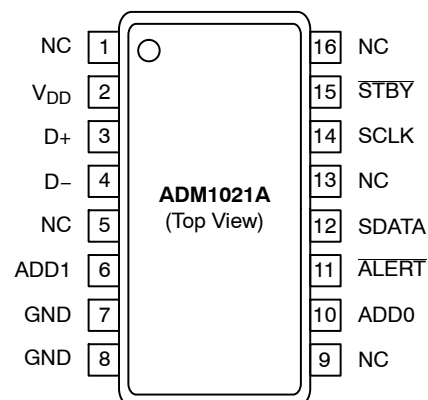 NC 1 16 NC
VDD 2 15 STBY
D+ 3 14 SCLK
D− 4 13 NC
ADM1021A
(Top View)
NC 5 12 SDATA
ADD1 6 11 ALERT
GND 7 10 ADD0
GND 8 9 NC